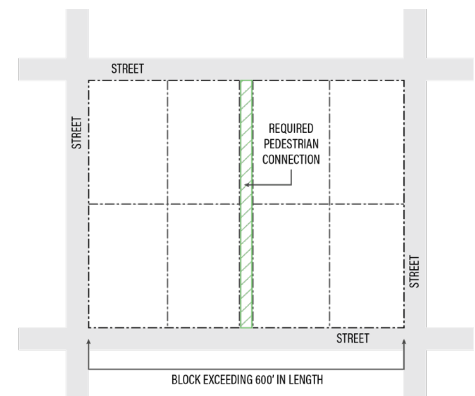 STREET
STREET
REQUIRED
PEDESTRIAN
CONNECTION
STREET
STREET
BLOCK EXCEEDING 600' IN LENGTH